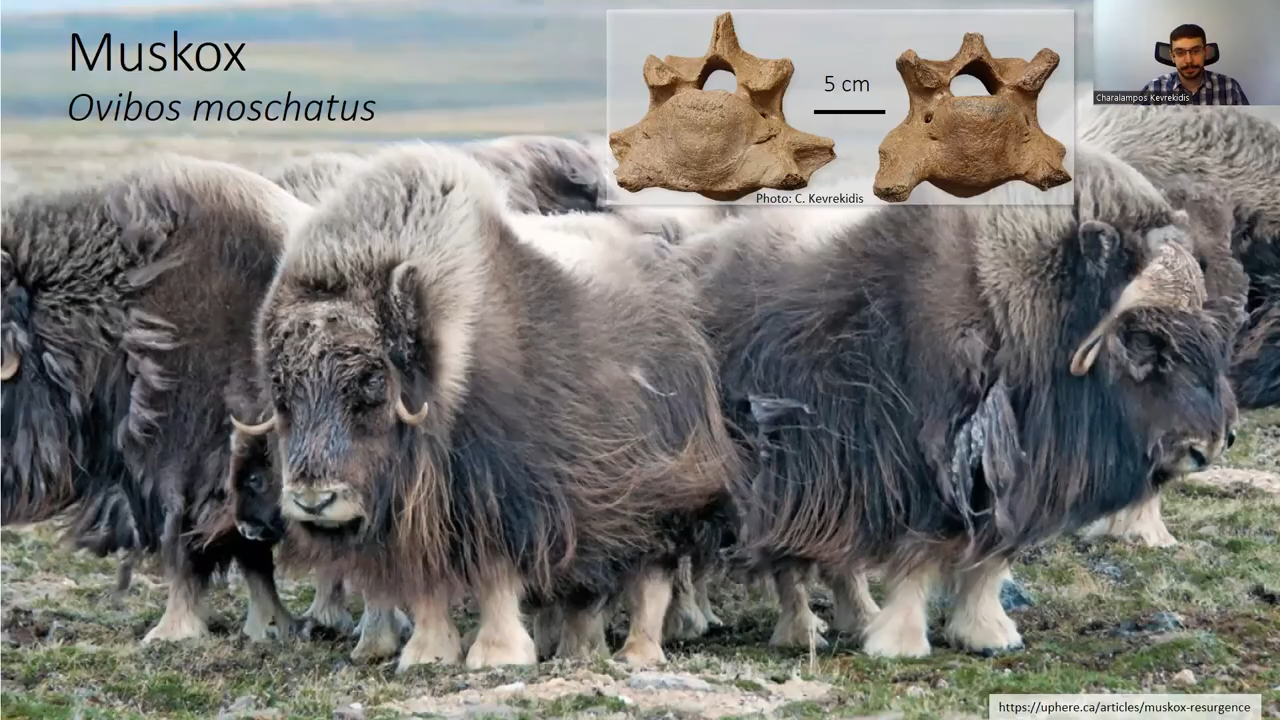 Muskox
Ovibos moschatus
5 cm
Photo: C. Kevrekidis
Charalampos Kevrekidis
https://uphere.ca/articles/muskox-resurgence